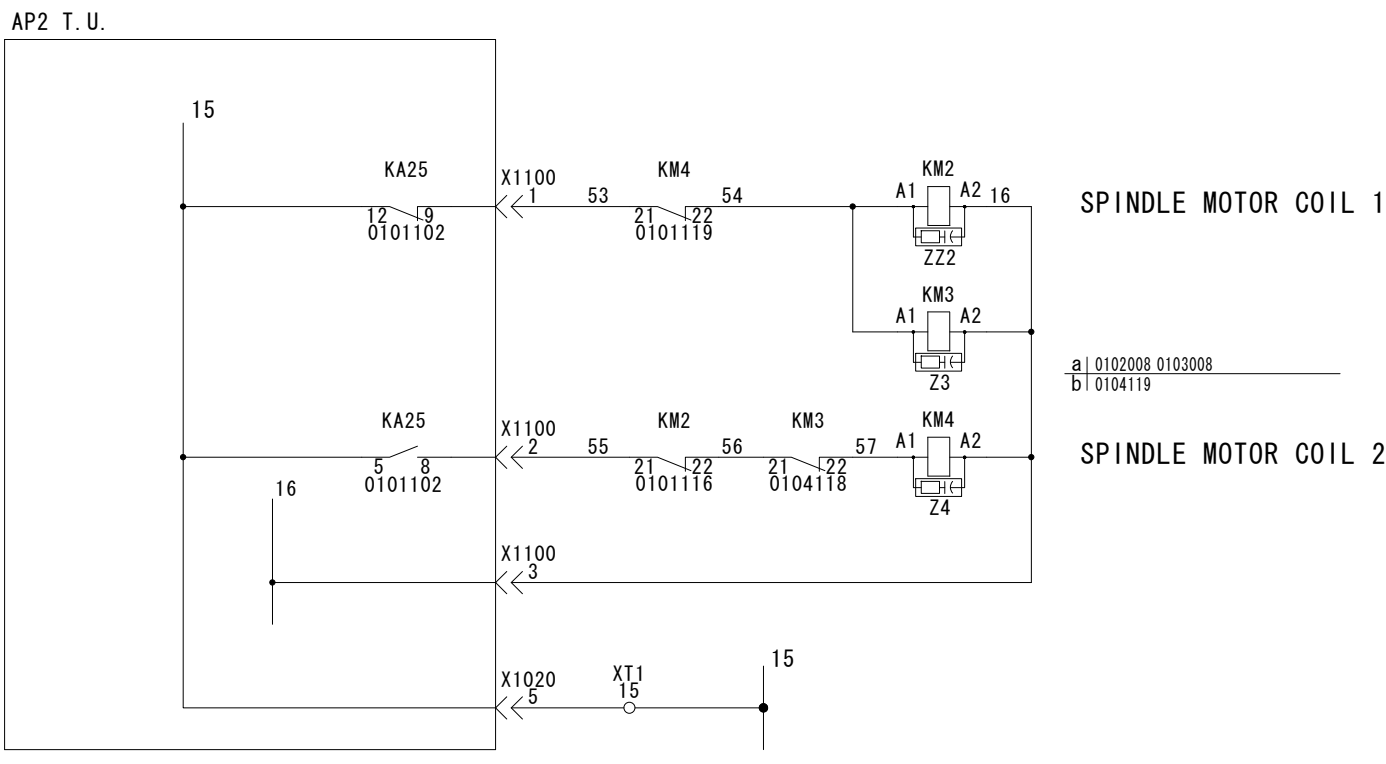 AP2 T.U.
15
KA25
X1100
KM4
KM2
12 9
1
53
21 22
54
A1 A2 16
SPINDLE MOTOR COIL 1
0101102
0101119
ZZ2
KM3
A1 A2
Z3
a 0102008 0103008
b 0104119
KA25
X1100
KM2
KM3
KM4
5 8
2
55
21 22
56
21 22
57
A1 A2
SPINDLE MOTOR COIL 2
0101102
0101116
0104118
Z4
16
X1100
3
X1020
5
XT1
15
15